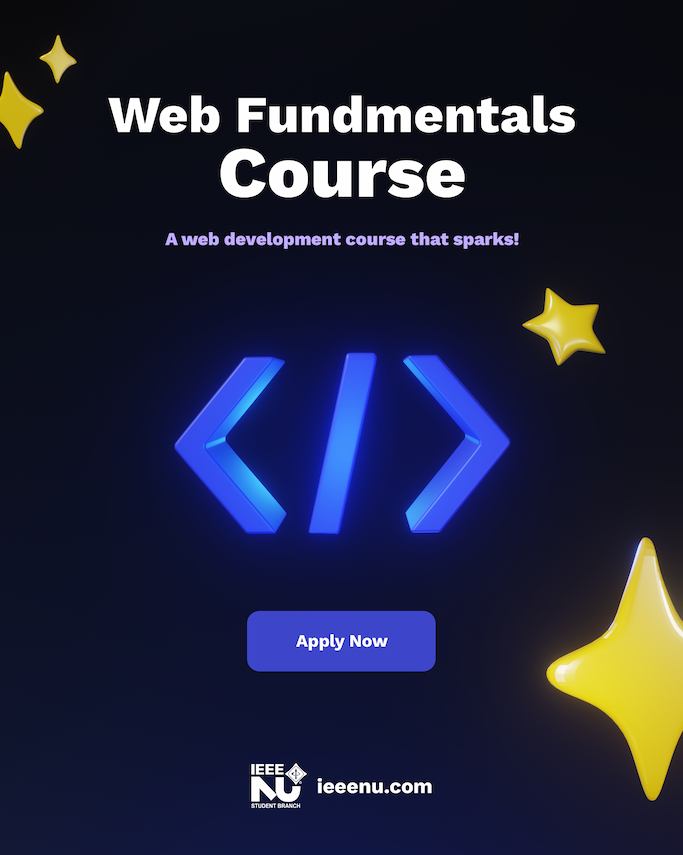 Web Fundmentals
Course
A web development course that sparks!
Apply Now
IEEE
NU
STUDENT BRANCH
ieeenu.com